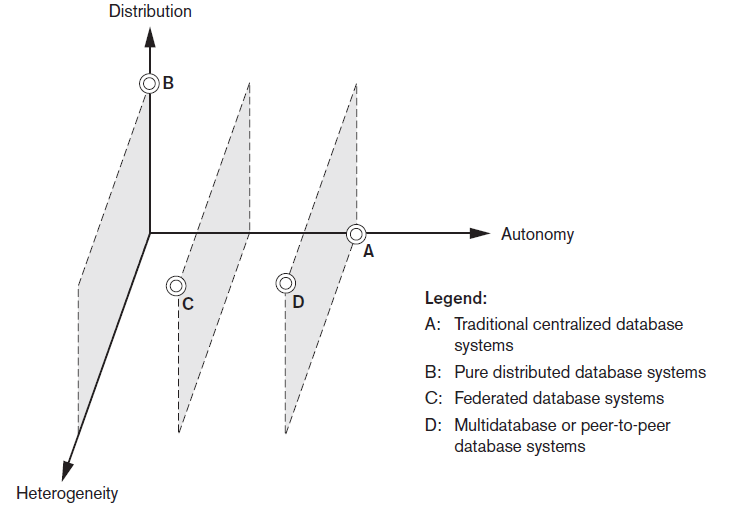 Distribution
B
Autonomy
A
C
D
Legend:
A: Traditional centralized database
systems
B: Pure distributed database systems
C: Federated database systems
D: Multidatabase or peer-to-peer
database systems
Heterogeneity